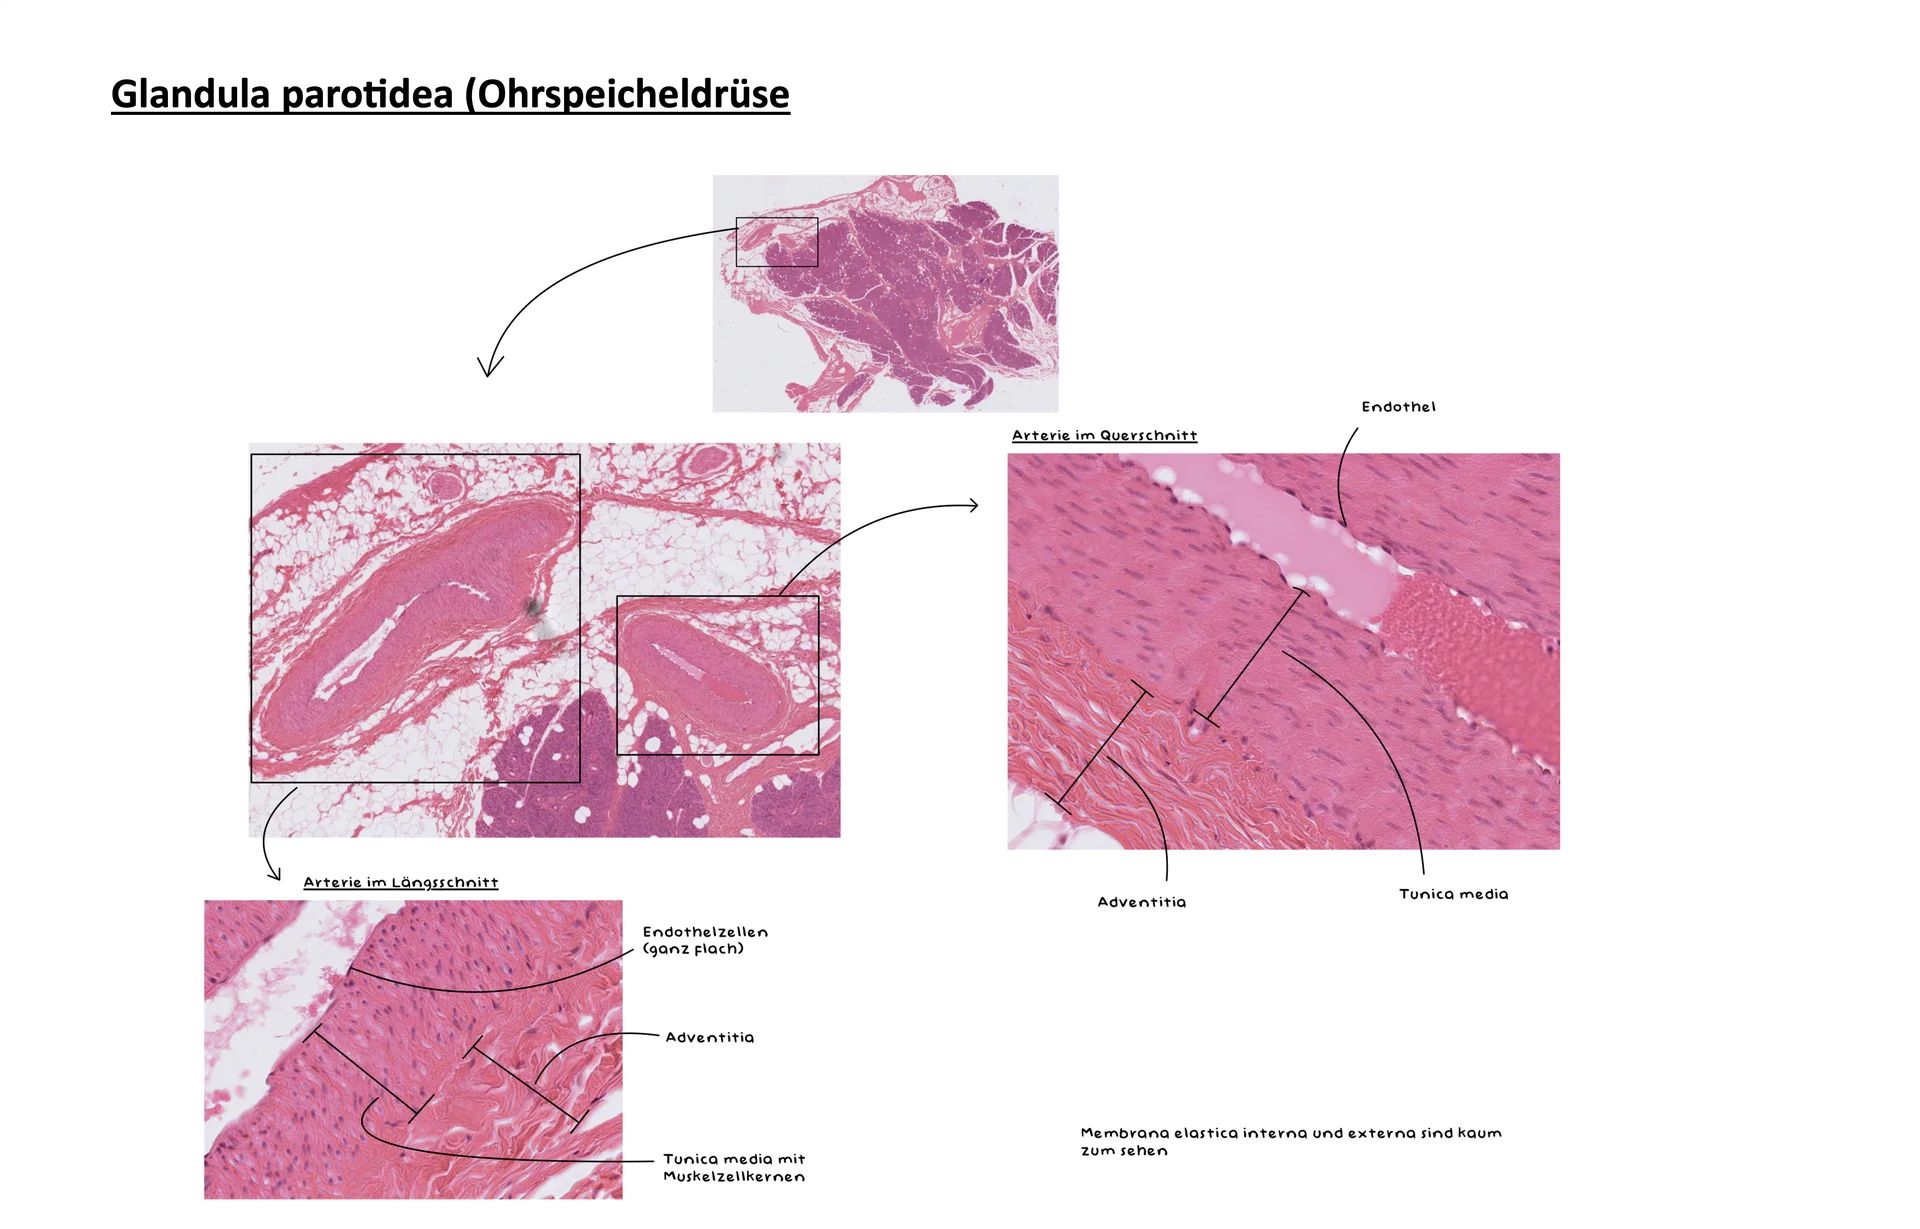 Glandula parotidea (Ohrspeicheldrüse
Endothel
Arterie im Querschnitt
Arterie im Längsschnitt
Adventitia
Tunica media
Endothelzellen
(ganz flach)
Adventitia
Tunica media mit
Muskelzellkernen
Membrana elastica interna und externa sind kaum
zum sehen